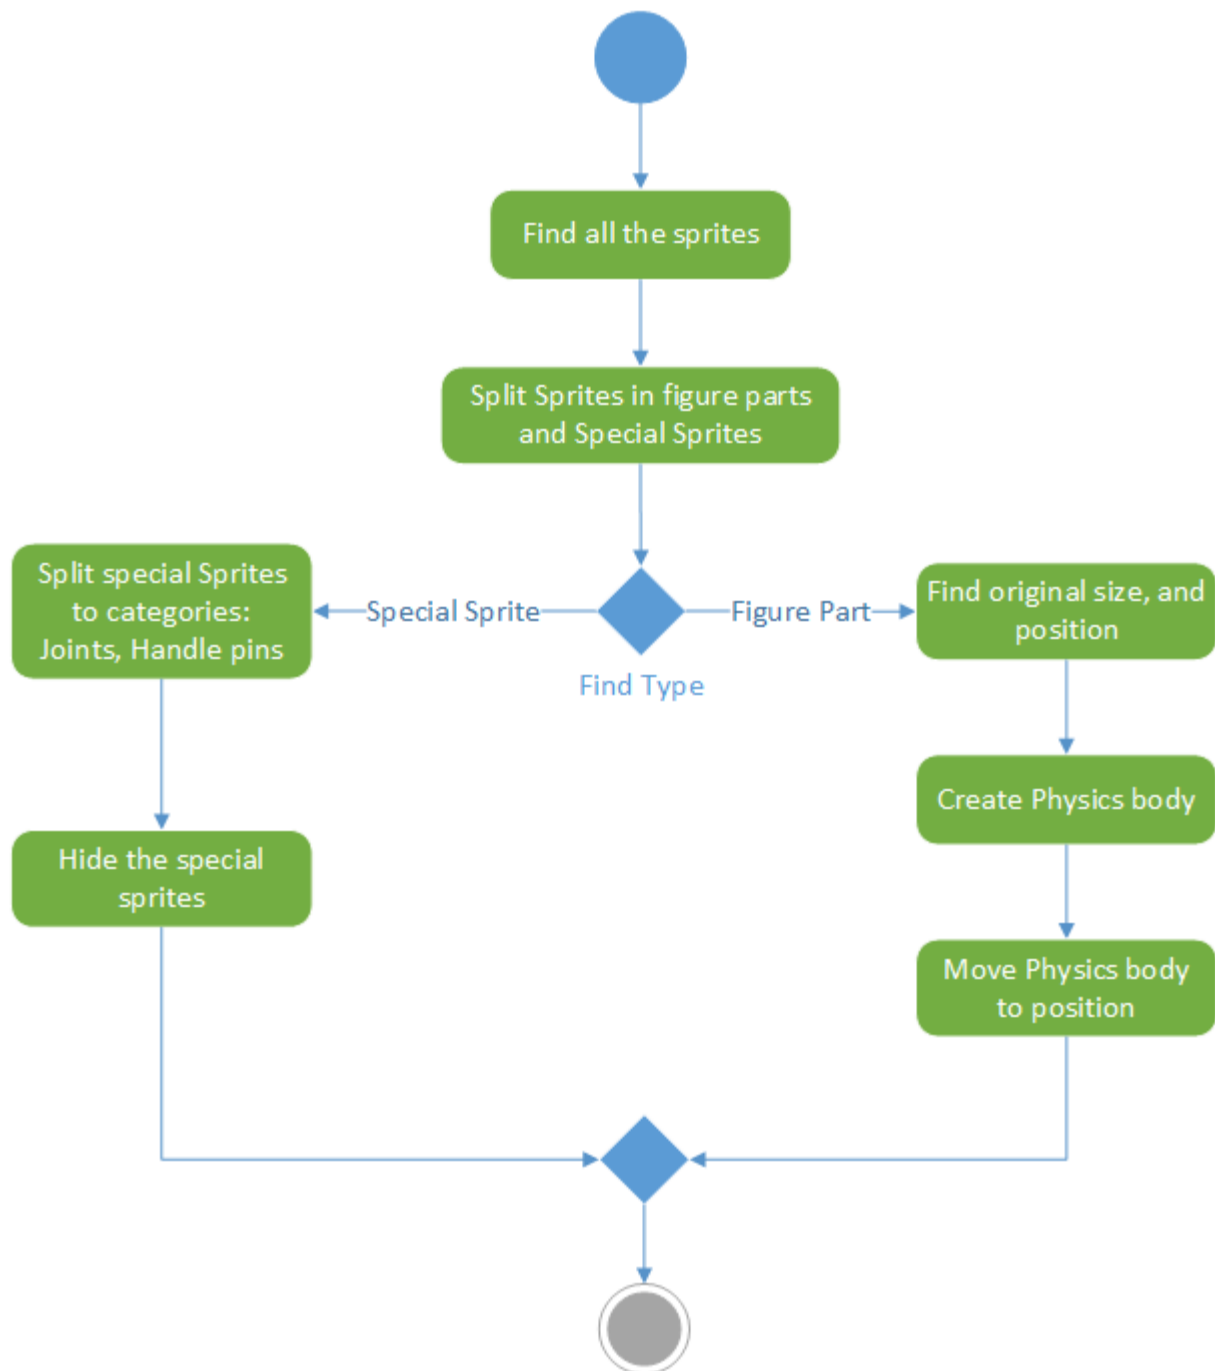 Find all the sprites
Split Sprites in figure parts
and Special Sprites
Split special Sprites
to categories:
Joints, Handle pins
Special Sprite
Figure Part
Find original size, and
position
Find Type
Create Physics body
Hide the special
sprites
Move Physics body
to position